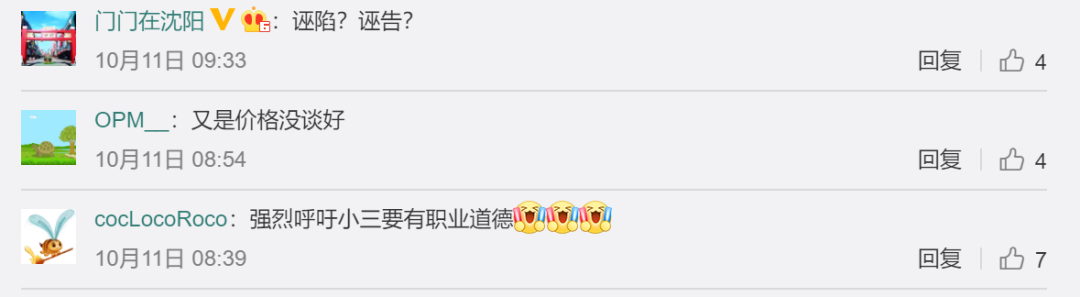 门门在沈阳：诬陷？诬告？
10月11日 09:33 回复 4
OPM__：又是价格没谈好
10月11日 08:54 回复 4
cocLocoRoco：强烈呼吁小三要有职业道德
10月11日 08:39 回复 7